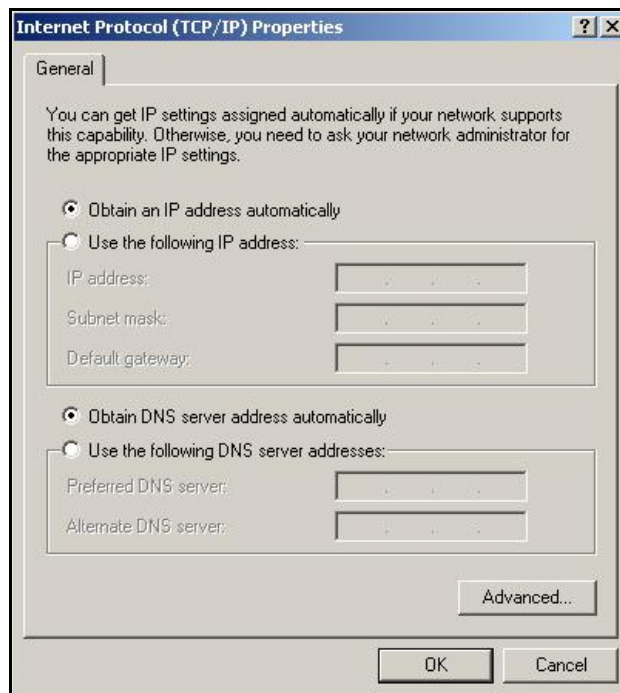 Internet Protocol (TCP/IP) Properties
General
You can get IP settings assigned automatically if your network supports
this capability. Otherwise, you need to ask your network administrator for
the appropriate IP settings.
Obtain an IP address automatically
Use the following IP address:
IP address:
Subnet mask:
Default gateway:
Obtain DNS server address automatically
Use the following DNS server addresses:
Preferred DNS server:
Alternate DNS server:
Advanced...
OK Cancel